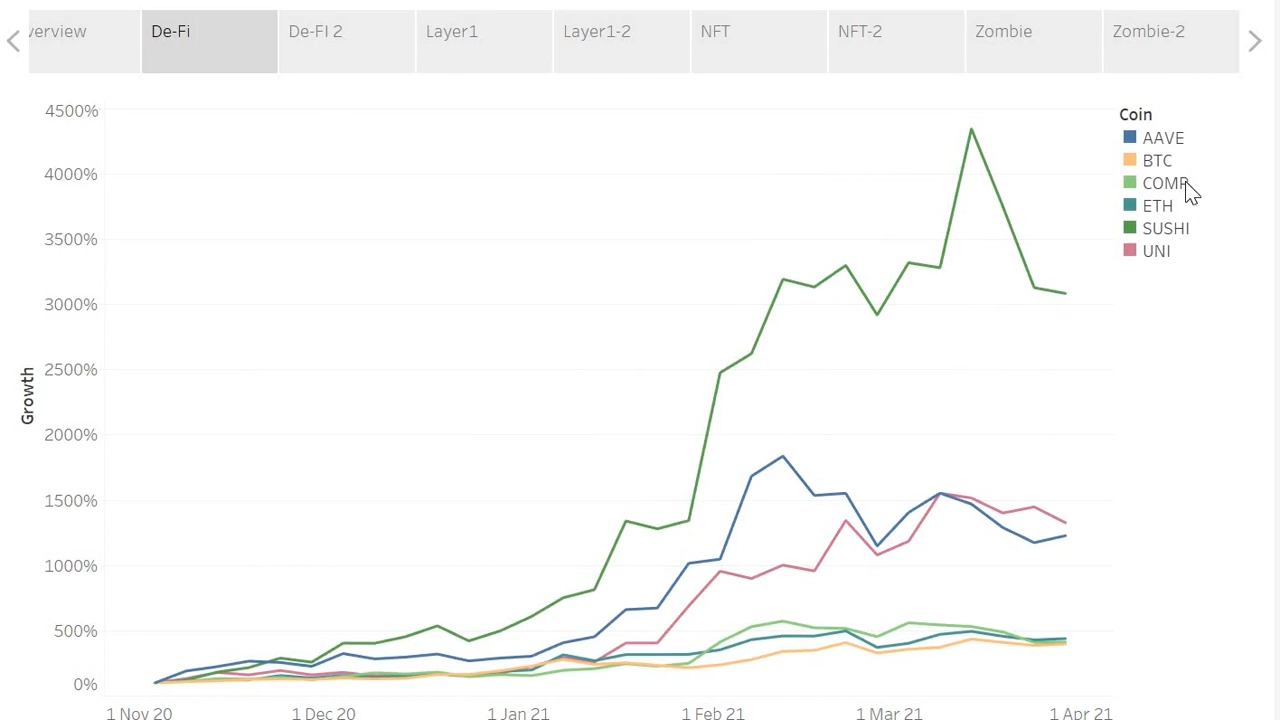 verview De-Fi De-FI 2 Layer1 Layer1-2 NFT NFT-2 Zombie Zombie-2
Coin
AAVE
BTC
COMP
ETH
SUSHI
UNI
Growth
4500%
4000%
3500%
3000%
2500%
2000%
1500%
1000%
500%
0%
1 Nov 20 1 Dec 20 1 Jan 21 1 Feb 21 1 Mar 21 1 Apr 21